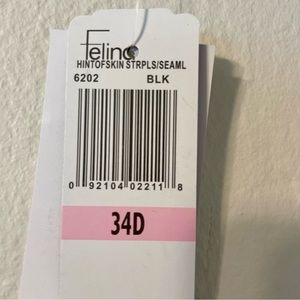 Felina
HINTOFSKIN STRPLS/SEAML
6202 BLK
0 92104 02211 8
34D